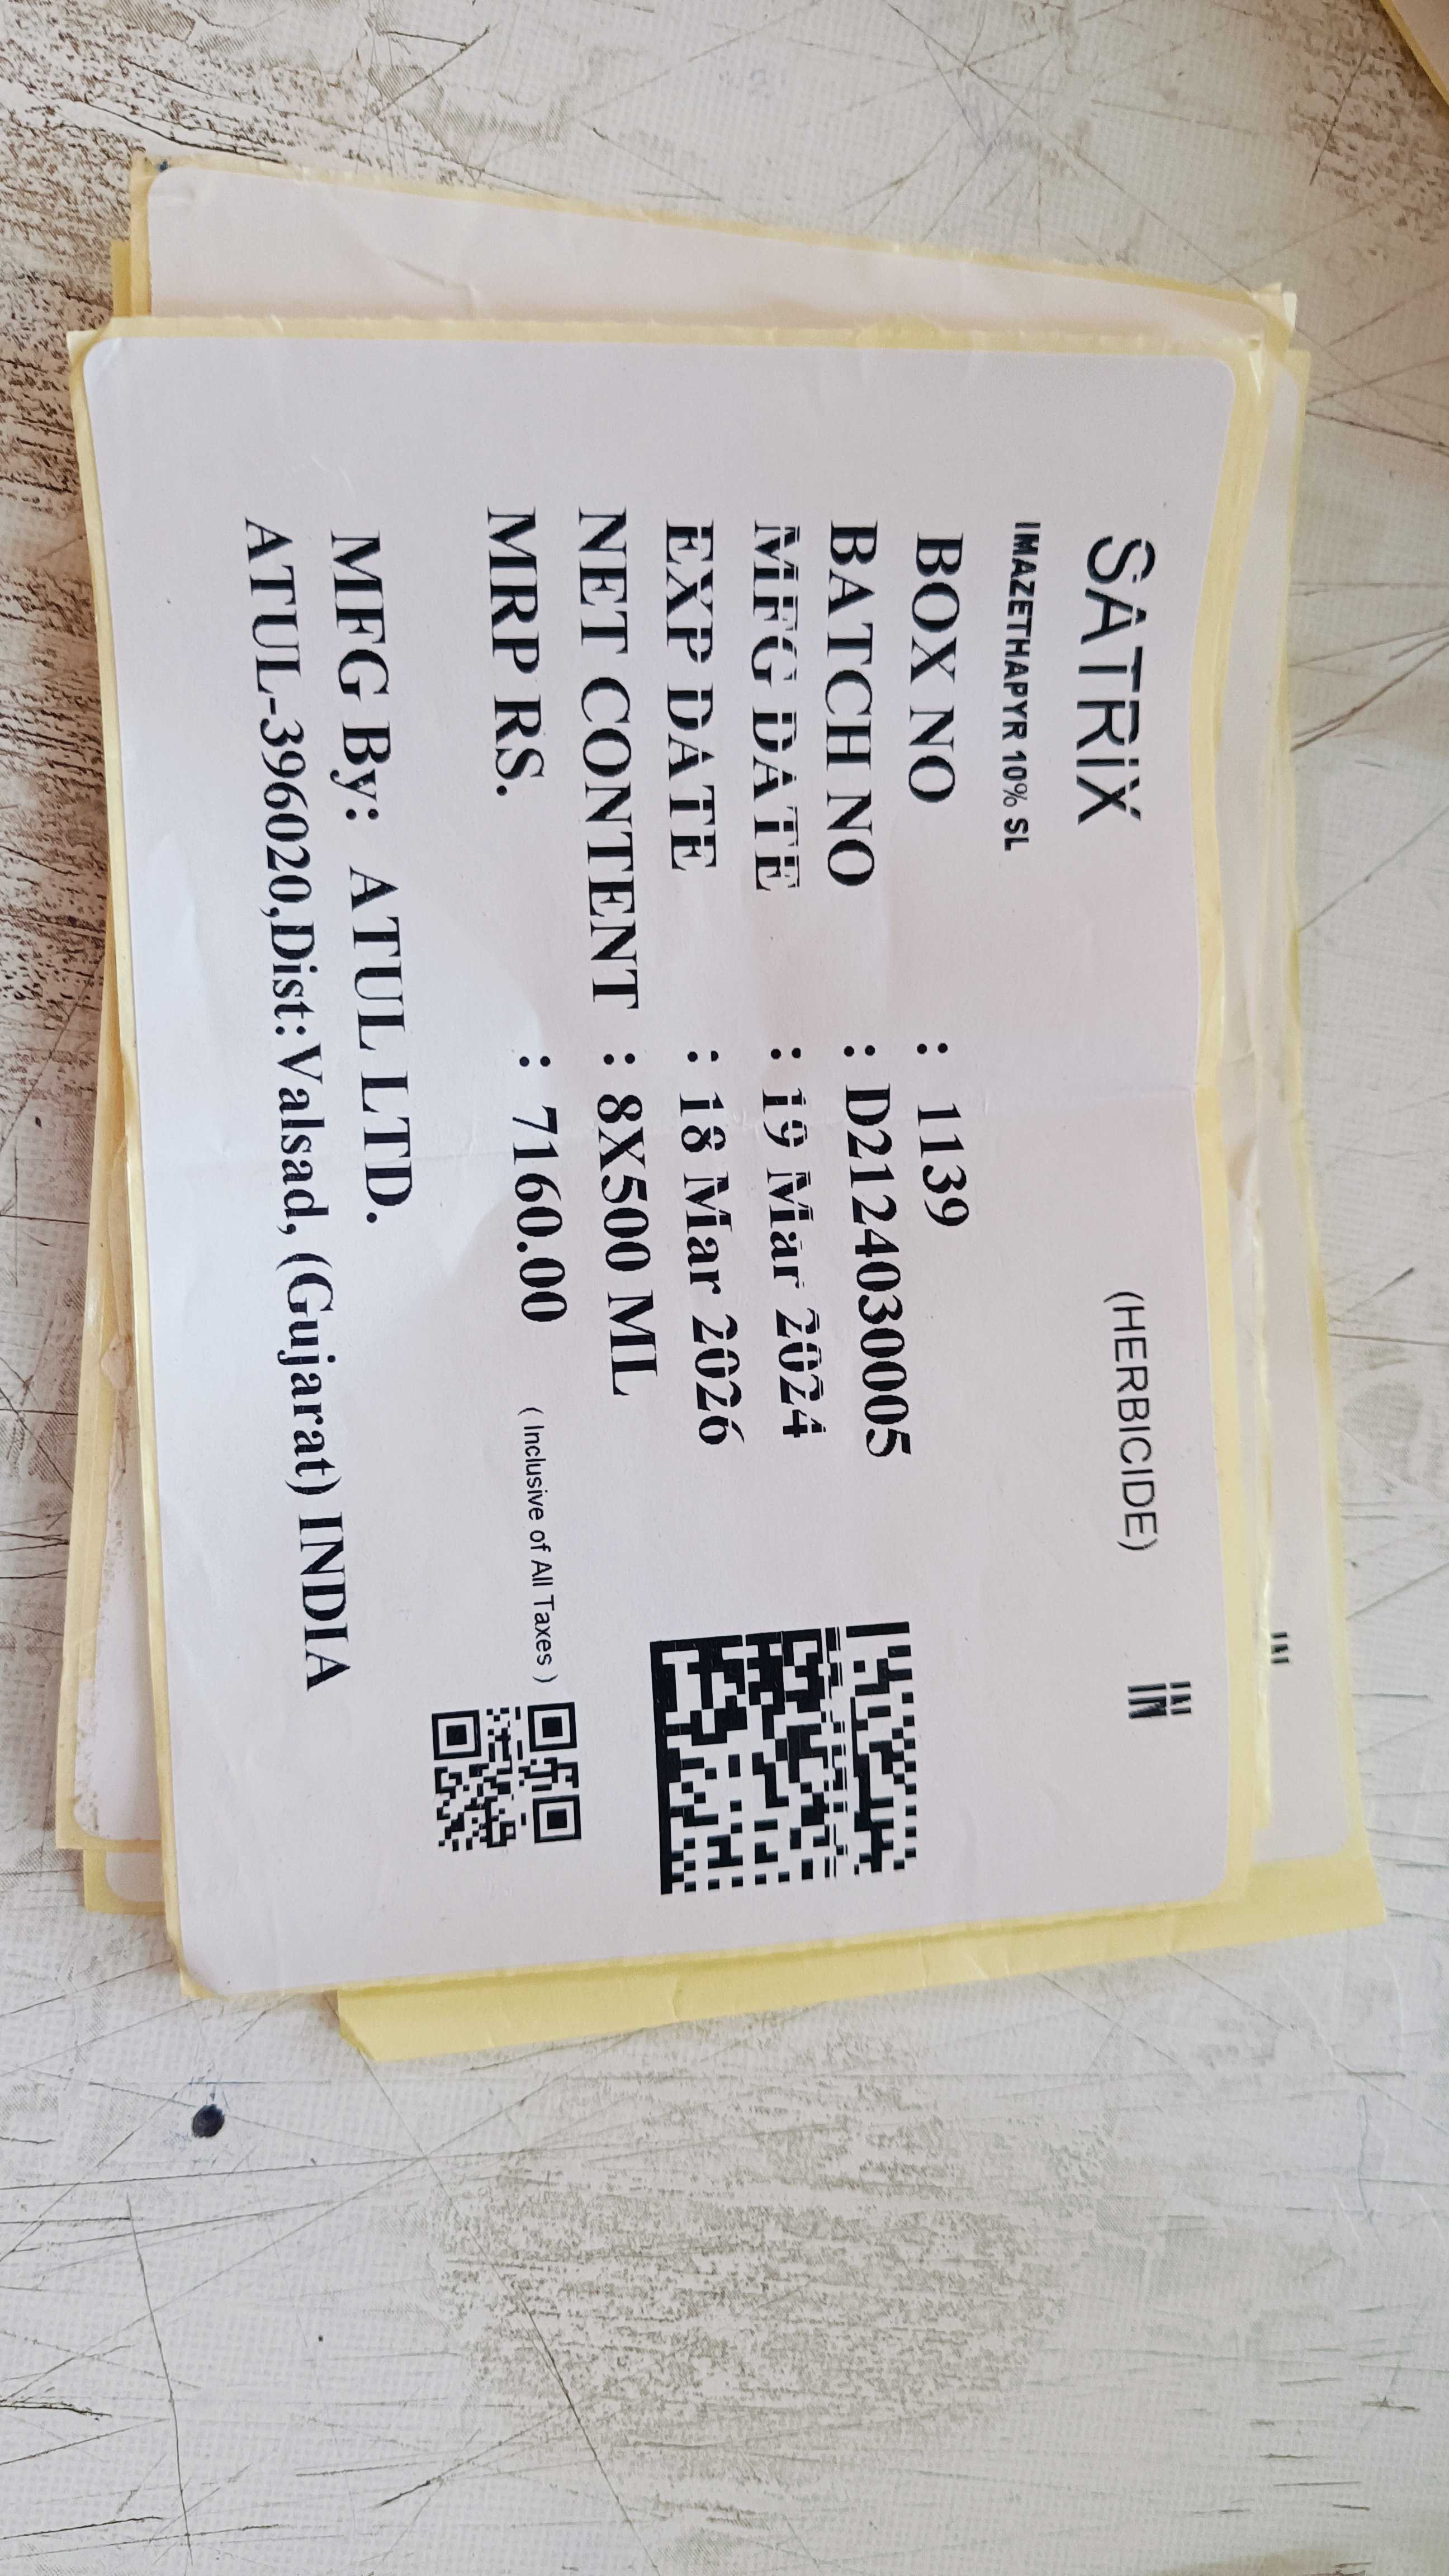 SATRIX (HERBICIDE) IN
IMAZETHAPYR 10% SL
BOX NO : 1139
BATCH NO : D2124030005
MFG DATE : 19 Mar 2024
EXP DATE : 18 Mar 2026
NET CONTENT : 8X500 ML
MRP RS. : 7160.00 ( Inclusive of All Taxes )
MFG By: ATUL LTD.
ATUL-396020,Dist:Valsad, (Gujarat) INDIA
IN